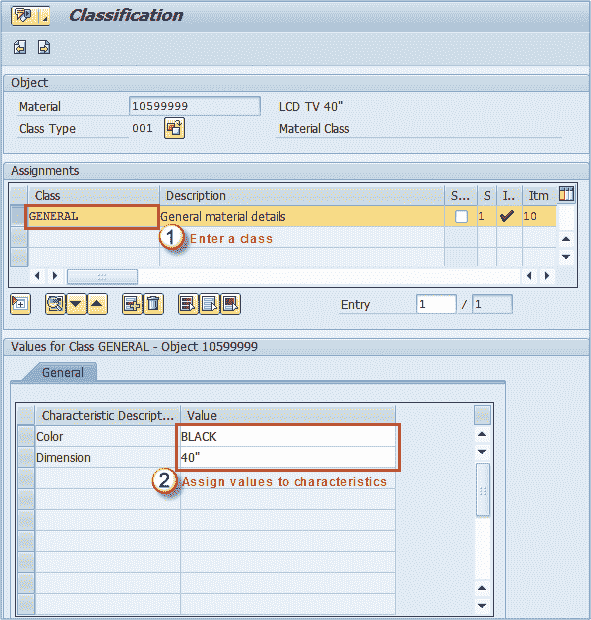 Classification
Object
Material 10599999 LCD TV 40"
Class Type 001 Material Class
Assignments
Class Description S... S I.. Itm
GENERAL General material details 1 10
1 Enter a class
Entry 1 / 1
Values for Class GENERAL - Object 10599999
General
Characteristic Descript... Value
Color BLACK
Dimension 40"
2 Assign values to characteristics